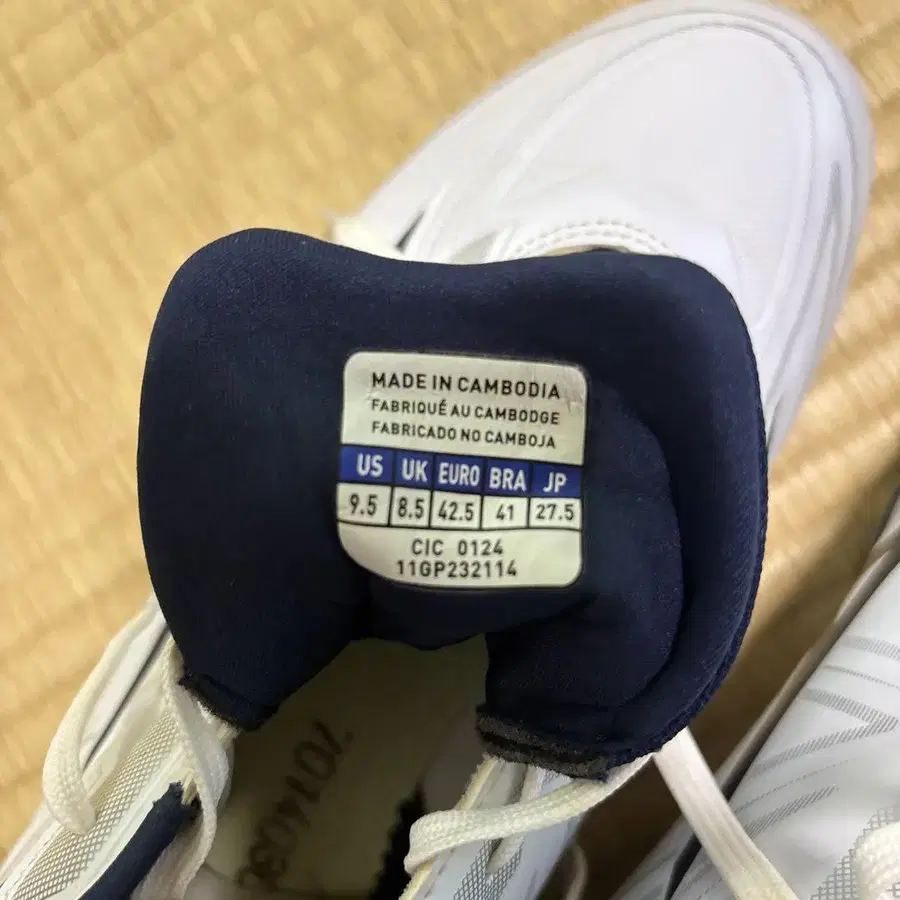 MADE IN CAMBODIA
FABRIQUÉ AU CAMBODGE
FABRICADO NO CAMBOJA
US UK EURO BRA JP
9.5 8.5 42.5 41 27.5
CIC 0124
11GP232114